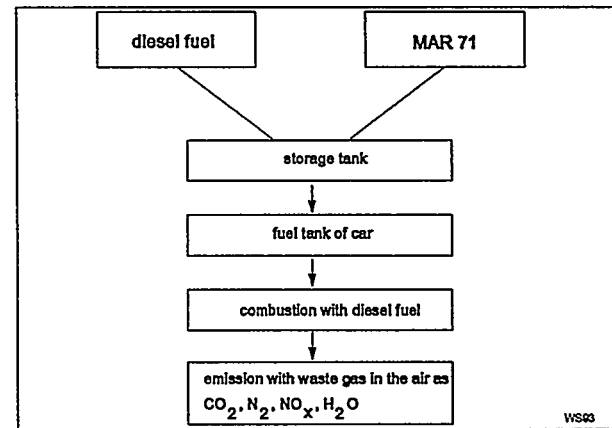 diesel fuel
MAR 71
storage tank
fuel tank of car
combustion with diesel fuel
emission with waste gas in the air as
CO₂, N₂, NOₓ, H₂O
WS93